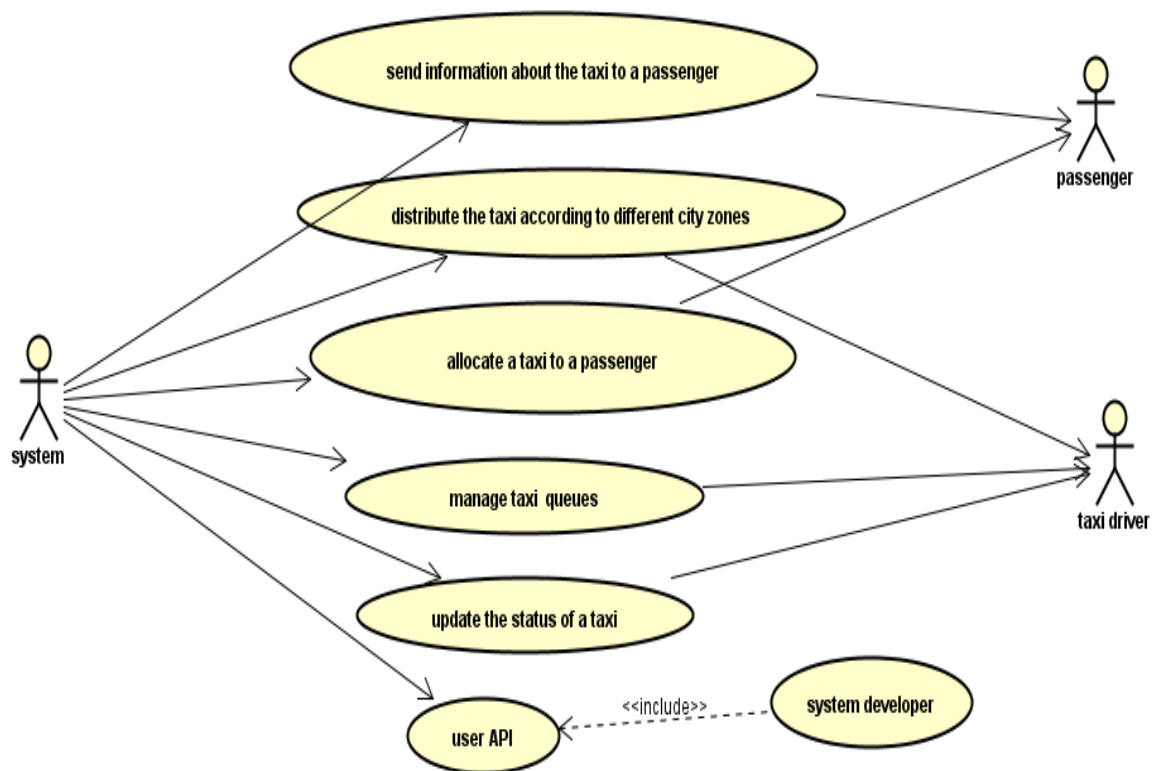 send information about the taxi to a passenger
passenger
distribute the taxi according to different city zones
allocate a taxi to a passenger
system
manage taxi queues
taxi driver
update the status of a taxi
<<include>>
system developer
user API